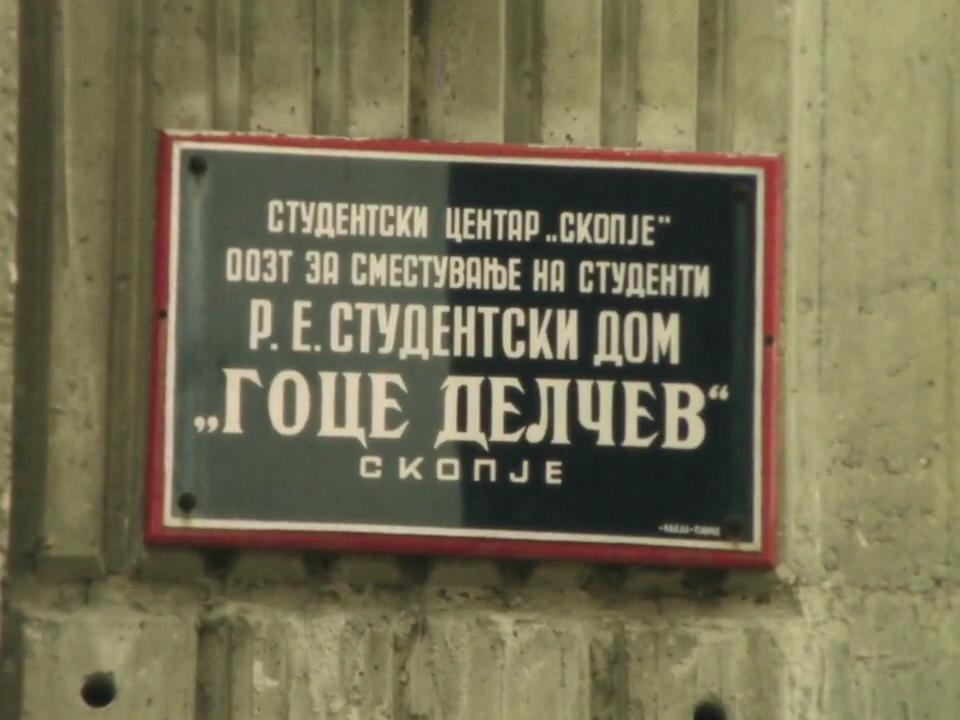 СТУДЕНТСКИ ЦЕНТАР „СКОПЈЕ"
ООЗТ ЗА СМЕСТУВАЊЕ НА СТУДЕНТИ
Р. Е. СТУДЕНТСКИ ДОМ
„ГОЦЕ ДЕЛЧЕВ“
СКОПЈЕ